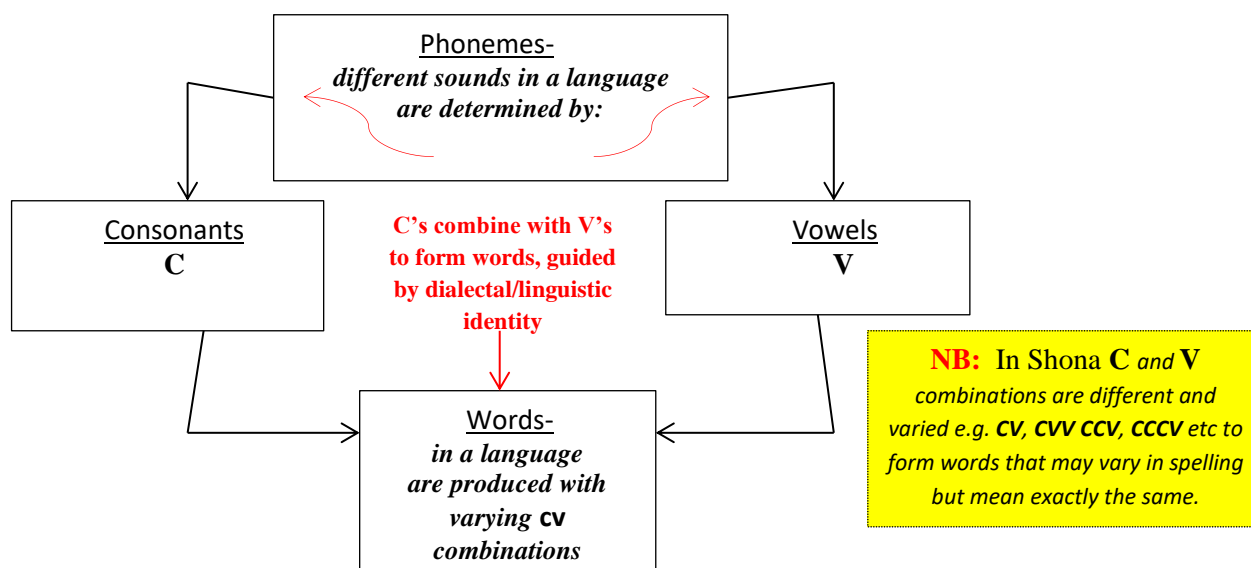 Phonemes-
different sounds in a language
are determined by:
Consonants
C
C’s combine with V’s
to form words, guided
by dialectal/linguistic
identity
Vowels
V
NB: In Shona C and V
combinations are different and
varied e.g. CV, CVV CCV, CCCV etc to
form words that may vary in spelling
but mean exactly the same.
Words-
in a language
are produced with
varying CV
combinations